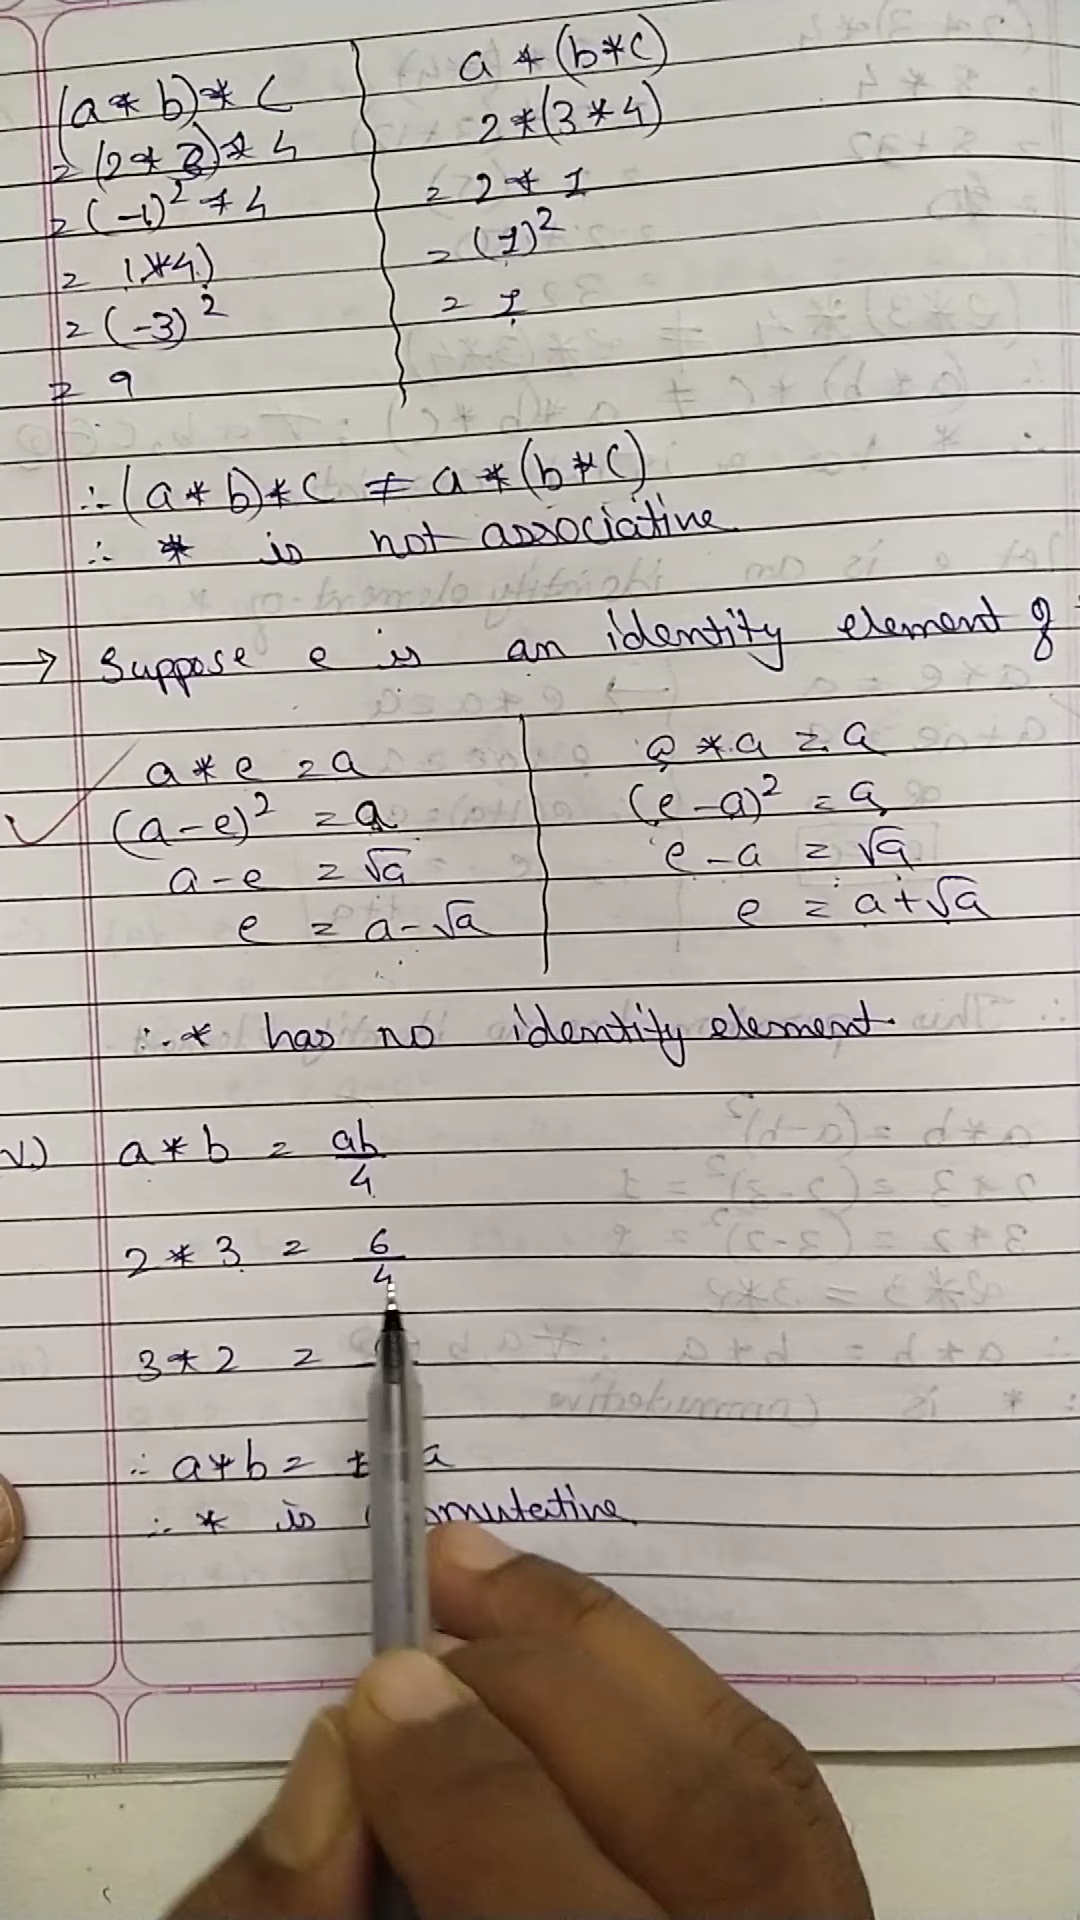 (a * b) * c
= (2 * 3) * 4
= (-1)² * 4
= 1 * 4)
= (-3)²
= 9
a * (b * c)
2 * (3 * 4)
= 2 * 1
= (1)²
= 1
∴ (a * b) * c ≠ a * (b * c)
∴ * is not associative.
→ Suppose e is an identity element of
a * e = a
(a - e)² = a
a - e = √a
e = a - √a
e * a = a
(e - a)² = a
e - a = √a
e = a + √a
∴ * has no identity element.
v.) a * b = ab/4
2 * 3 = 6/4
3 * 2 =
∴ a * b = a
∴ * is